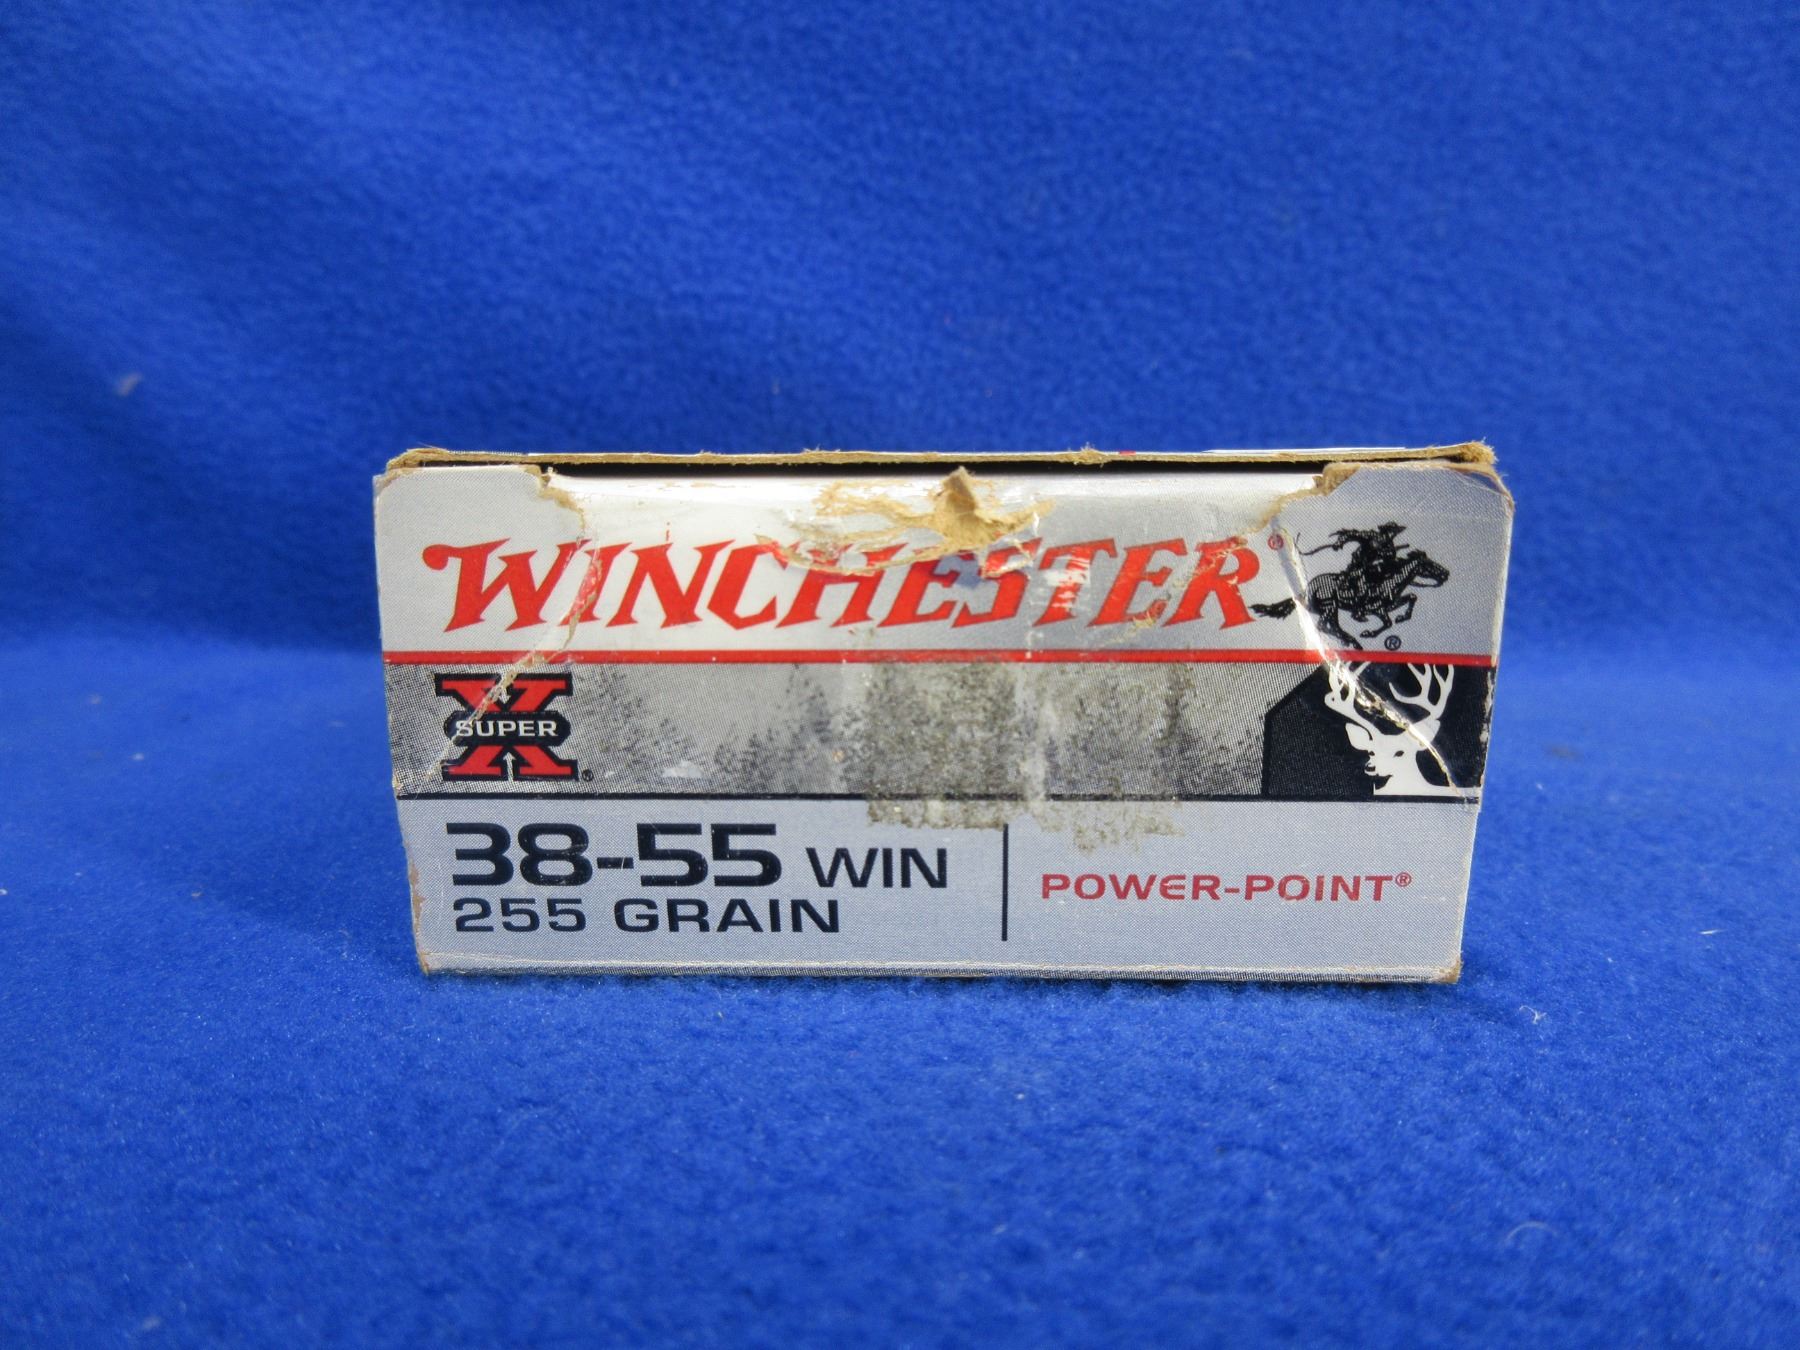 WINCHESTER®
®
SUPER X®
38-55 WIN
255 GRAIN
POWER-POINT®